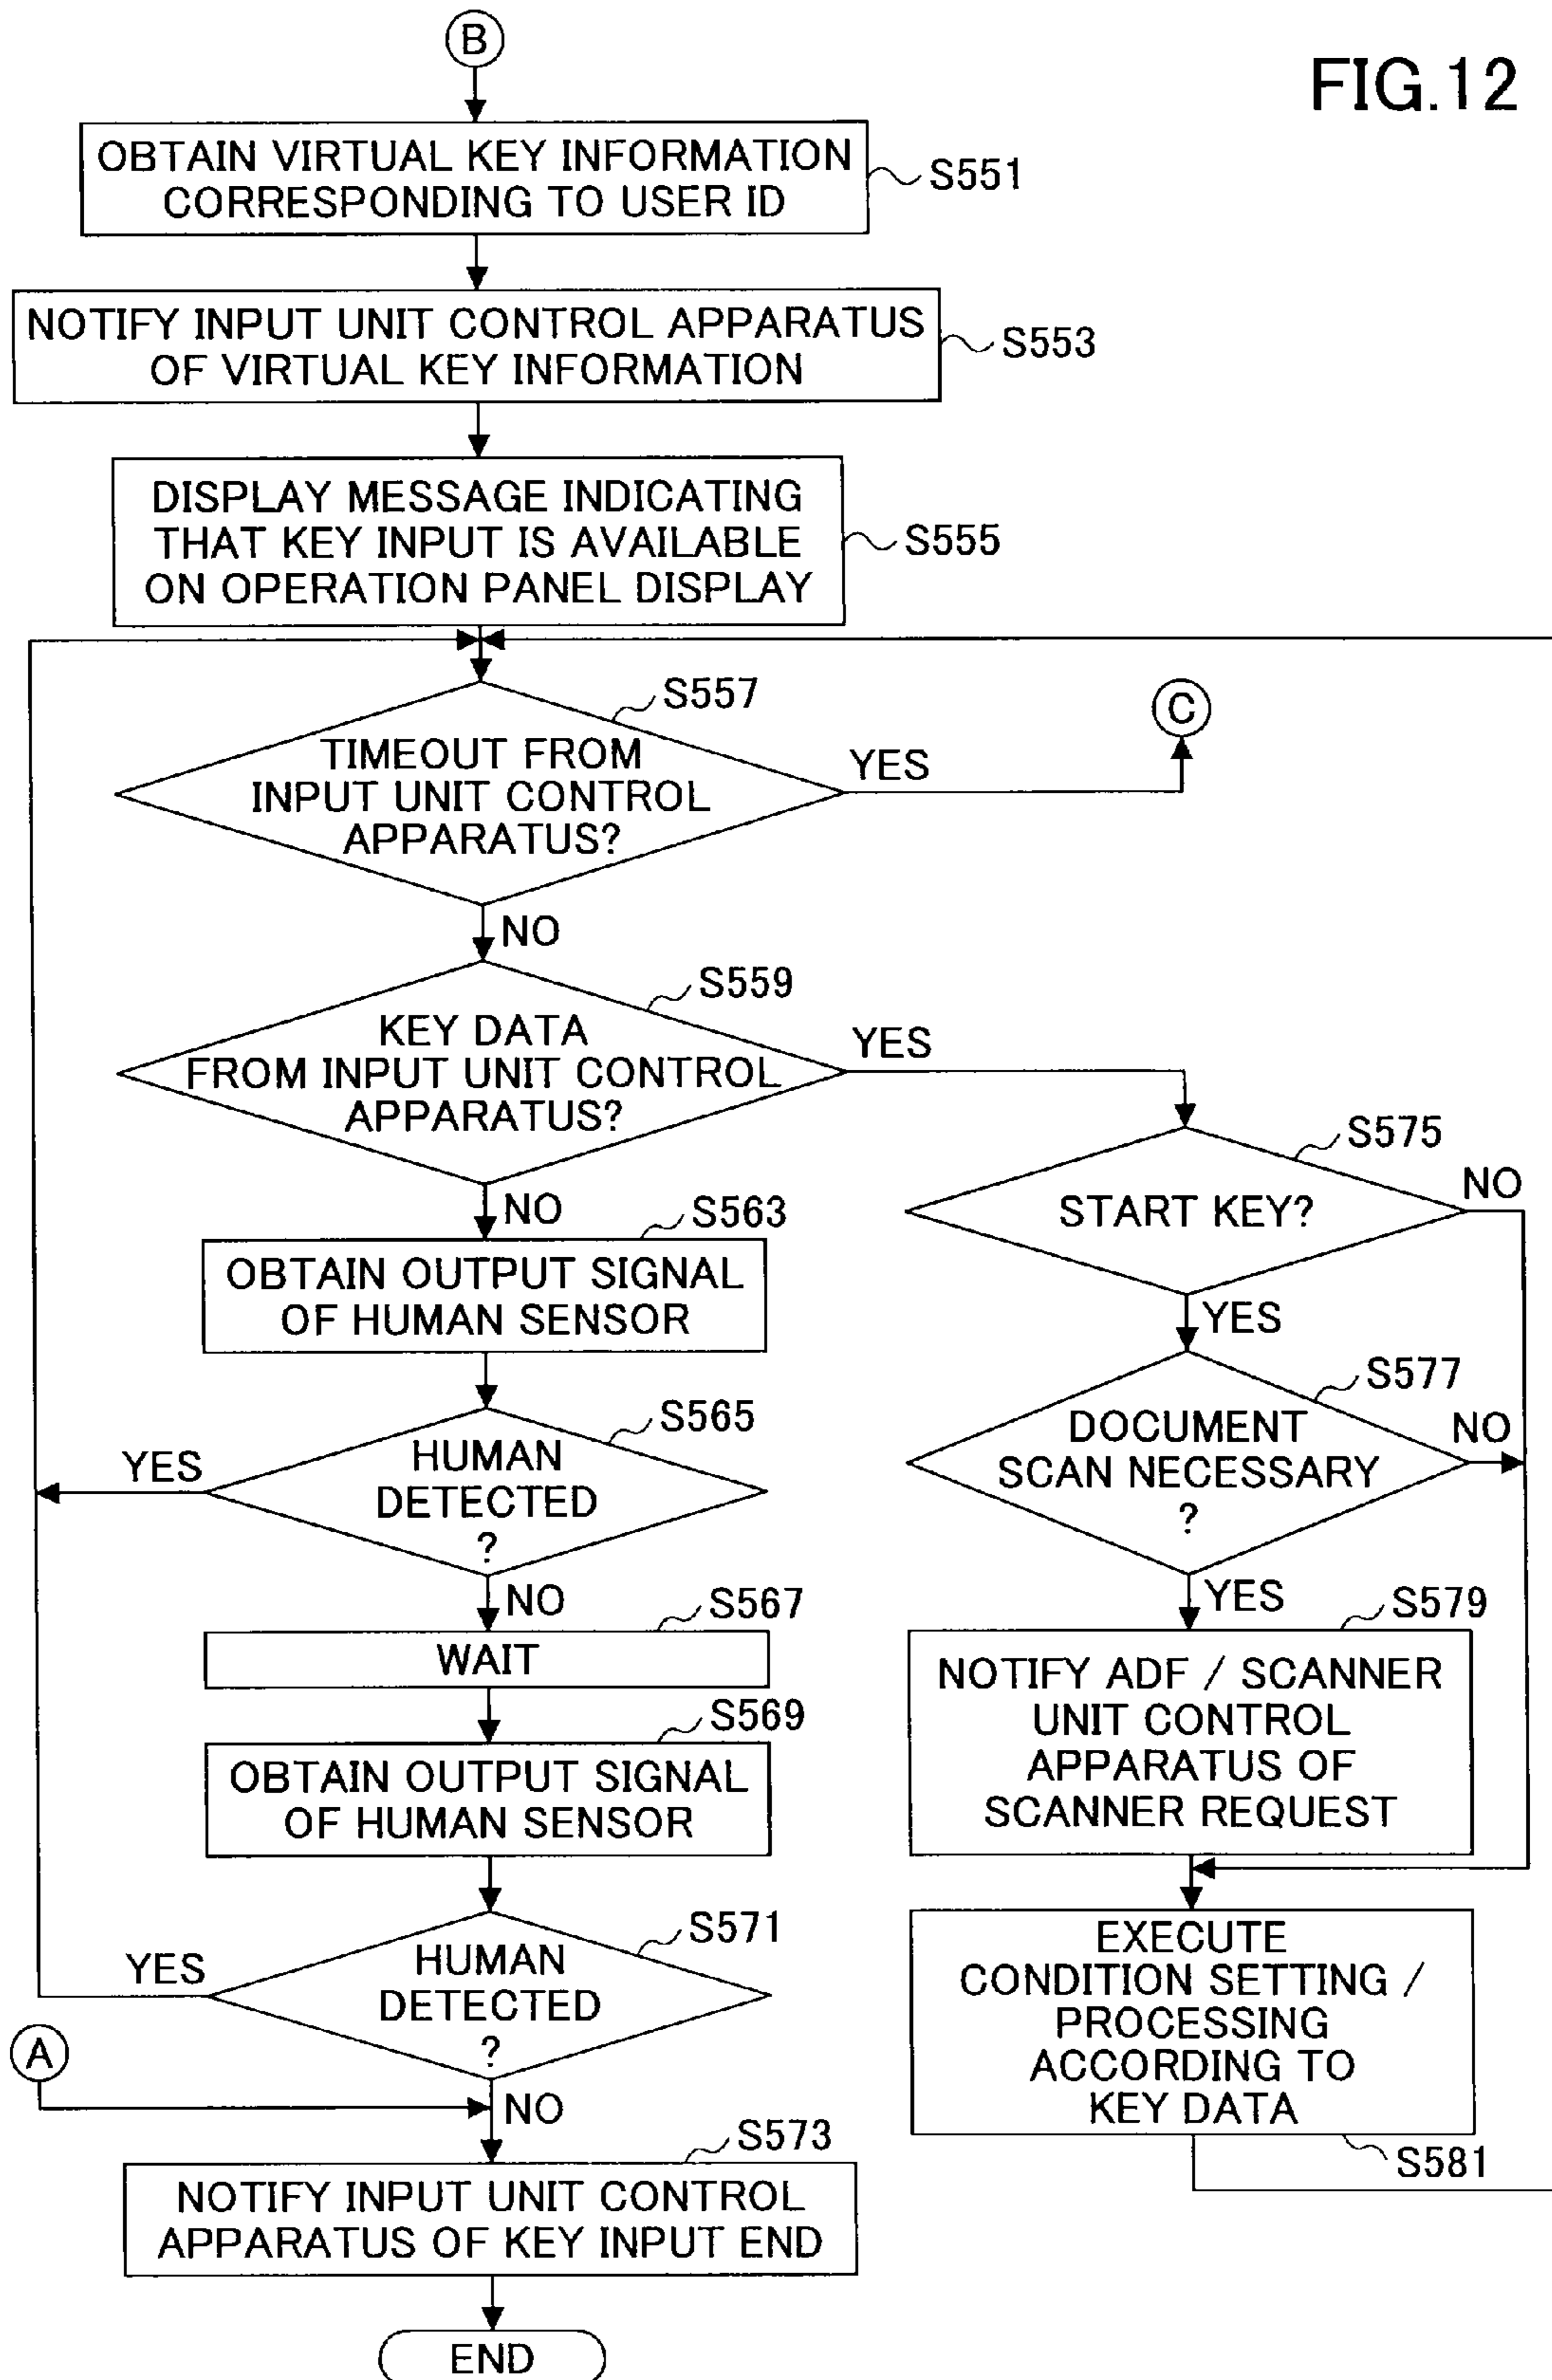 FIG.12
B
OBTAIN VIRTUAL KEY INFORMATION
CORRESPONDING TO USER ID
S551
NOTIFY INPUT UNIT CONTROL APPARATUS
OF VIRTUAL KEY INFORMATION
S553
DISPLAY MESSAGE INDICATING
THAT KEY INPUT IS AVAILABLE
ON OPERATION PANEL DISPLAY
S555
S557
TIMEOUT FROM
INPUT UNIT CONTROL
APPARATUS?
YES
C
NO
S559
KEY DATA
FROM INPUT UNIT CONTROL
APPARATUS?
YES
NO
S563
OBTAIN OUTPUT SIGNAL
OF HUMAN SENSOR
S565
HUMAN
DETECTED
?
YES
NO
S567
WAIT
S569
OBTAIN OUTPUT SIGNAL
OF HUMAN SENSOR
S571
HUMAN
DETECTED
?
YES
A
NO
S573
NOTIFY INPUT UNIT CONTROL
APPARATUS OF KEY INPUT END
END
S575
START KEY?
NO
YES
S577
DOCUMENT
SCAN NECESSARY
?
NO
YES
S579
NOTIFY ADF / SCANNER
UNIT CONTROL
APPARATUS OF
SCANNER REQUEST
EXECUTE
CONDITION SETTING /
PROCESSING
ACCORDING TO
KEY DATA
S581